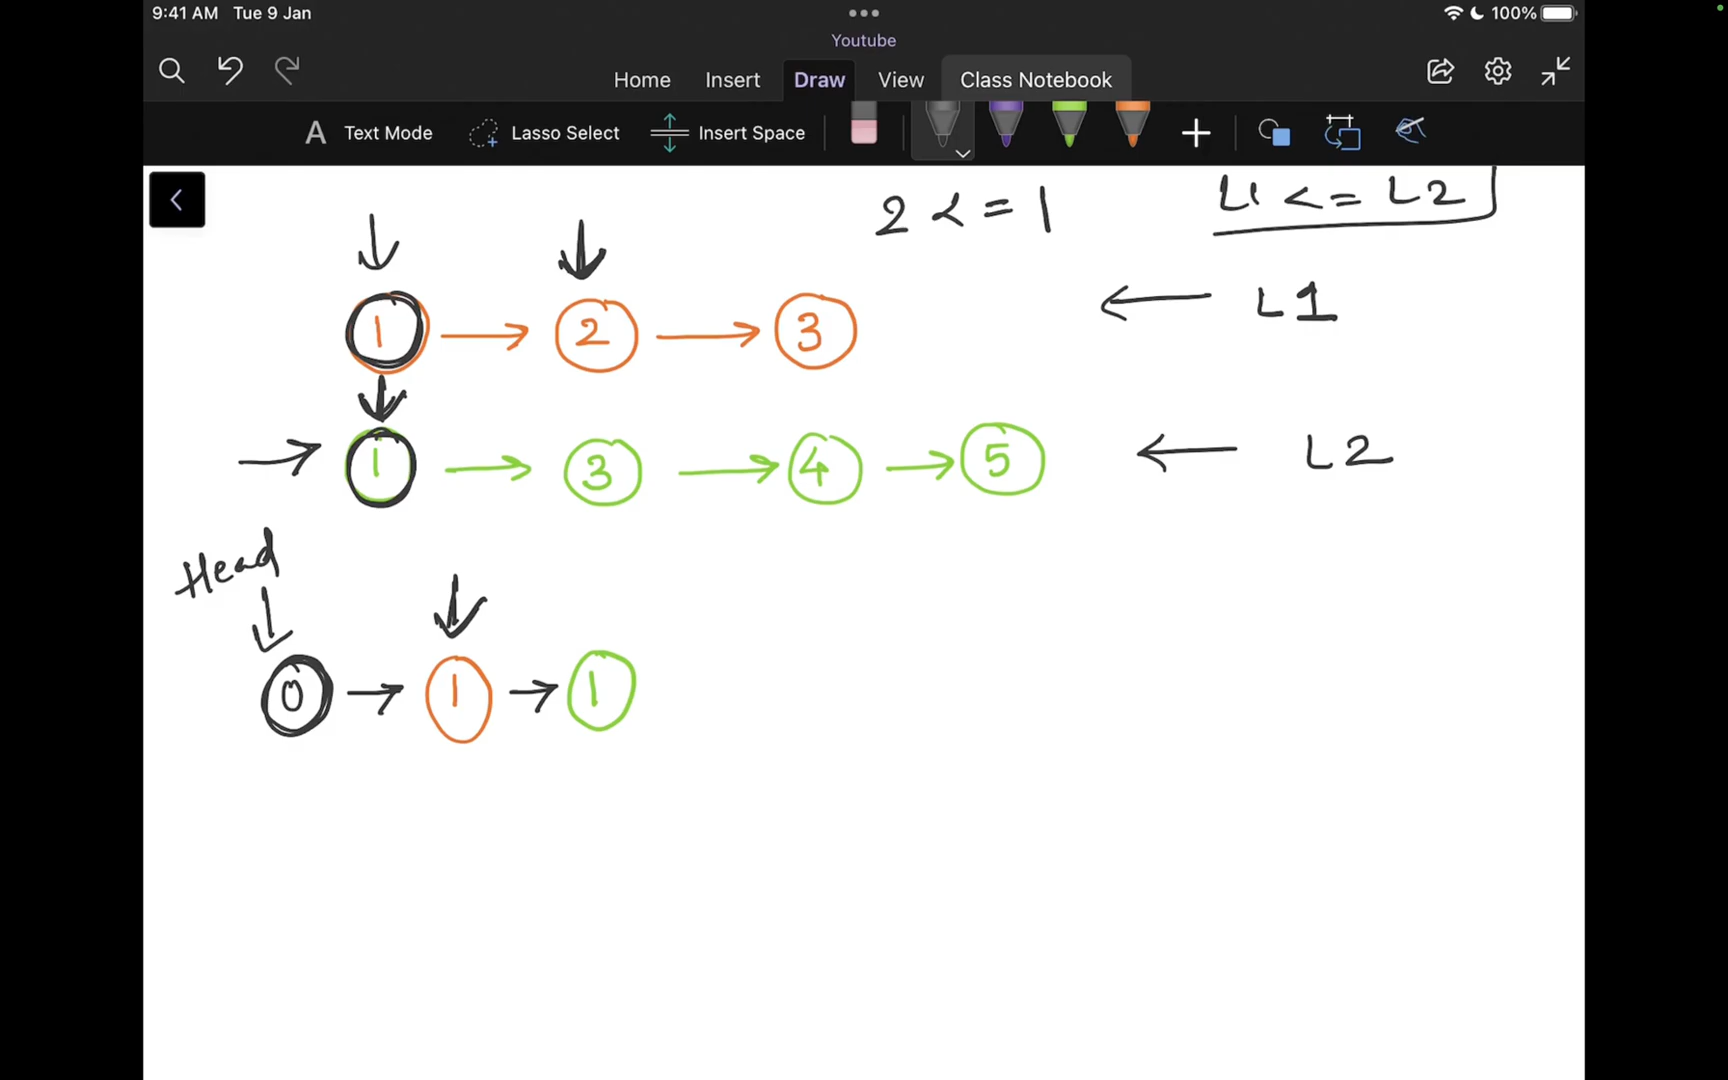 9:41 AM Tue 9 Jan
100%
Youtube
Home Insert Draw View Class Notebook
A Text Mode Lasso Select Insert Space
2 <= 1
L1 <= L2
1 2 3
L1
1 3 4 5
L2
Head
0 1 1